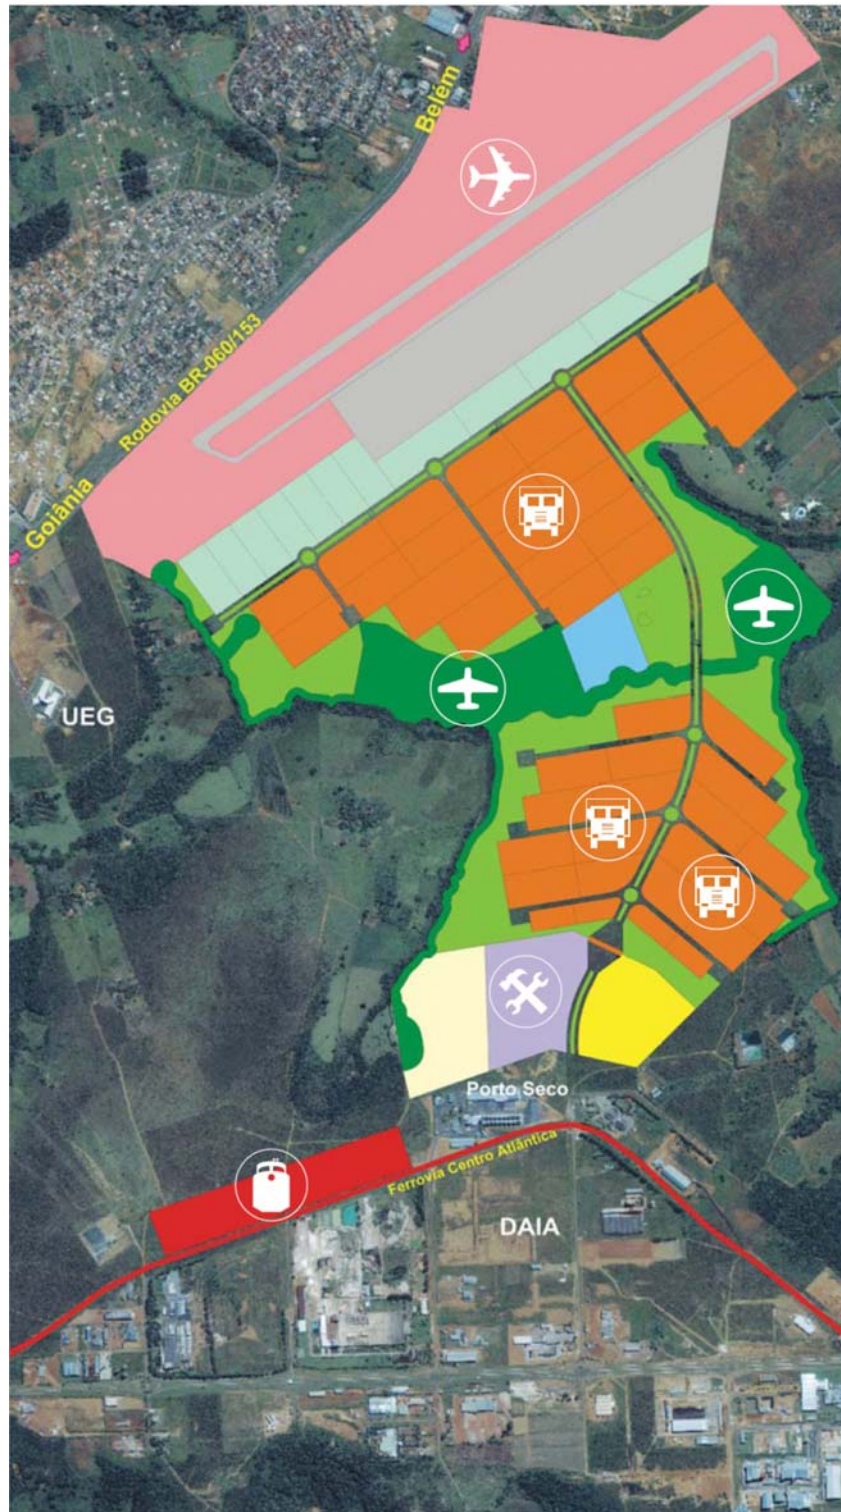 Belém
Rodovia BR-060/153
Goiânia
UEG
Porto Seco
Ferrovia Centro Atlântica
DAIA